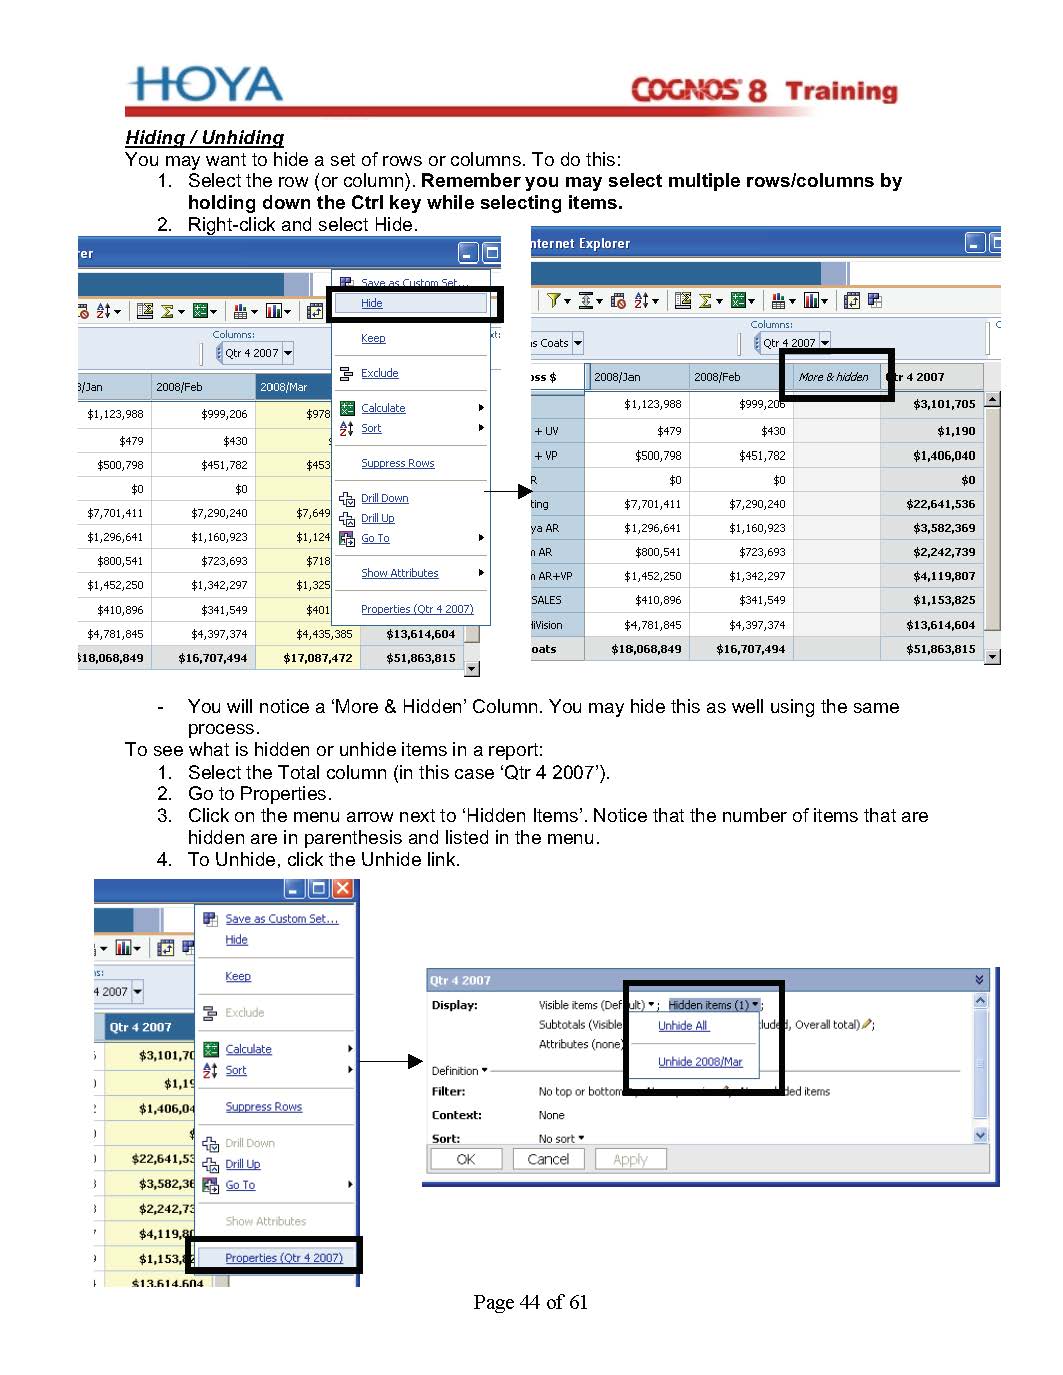 HOYA
COGNOS 8 Training
Hiding / Unhiding
You may want to hide a set of rows or columns. To do this:
1. Select the row (or column). Remember you may select multiple rows/columns by
holding down the Ctrl key while selecting items.
2. Right-click and select Hide.
rer
Save as Custom Set...
Hide
Columns:
Qtr 4 2007
Keep
Exclude
Calculate
Sort
Suppress Rows
Drill Down
Drill Up
Go To
Show Attributes
Properties (Qtr 4 2007)
/Jan 2008/Feb 2008/Mar
$1,123,988 $999,206 $978
$479 $430
$500,798 $451,782 $453
$0 $0
$7,701,411 $7,290,240 $7,649
$1,296,641 $1,160,923 $1,124
$800,541 $723,693 $718
$1,452,250 $1,342,297 $1,325
$410,896 $341,549 $401
$4,781,845 $4,397,374 $4,435,385 $13,614,604
$18,068,849 $16,707,494 $17,087,472 $51,863,815
nternet Explorer
Columns:
s Coats Qtr 4 2007
oss $ 2008/Jan 2008/Feb More & hidden Qtr 4 2007
$1,123,988 $999,206 $3,101,705
+ UV $479 $430 $1,190
+ VP $500,798 $451,782 $1,406,040
R $0 $0 $0
ting $7,701,411 $7,290,240 $22,641,536
ya AR $1,296,641 $1,160,923 $3,582,369
AR $800,541 $723,693 $2,242,739
AR+VP $1,452,250 $1,342,297 $4,119,807
SALES $410,896 $341,549 $1,153,825
iVision $4,781,845 $4,397,374 $13,614,604
oats $18,068,849 $16,707,494 $51,863,815
- You will notice a ‘More & Hidden’ Column. You may hide this as well using the same
process.
To see what is hidden or unhide items in a report:
1. Select the Total column (in this case ‘Qtr 4 2007’).
2. Go to Properties.
3. Click on the menu arrow next to ‘Hidden Items’. Notice that the number of items that are
hidden are in parenthesis and listed in the menu.
4. To Unhide, click the Unhide link.
Save as Custom Set...
Hide
Keep
Exclude
Calculate
Sort
Suppress Rows
Drill Down
Drill Up
Go To
Show Attributes
Properties (Qtr 4 2007)
4 2007
Qtr 4 2007
$3,101,70
$1,19
$1,406,04
$
$22,641,53
$3,582,36
$2,242,73
$4,119,80
$1,153,82
$13,614,604
Qtr 4 2007
Display: Visible items (Default) ; Hidden items (1) ;
Subtotals (Visible luded, Overall total) ;
Attributes (none)
Unhide All
Unhide 2008/Mar
Definition
Filter: No top or bottom items
Context: None
Sort: No sort
OK Cancel Apply
Page 44 of 61